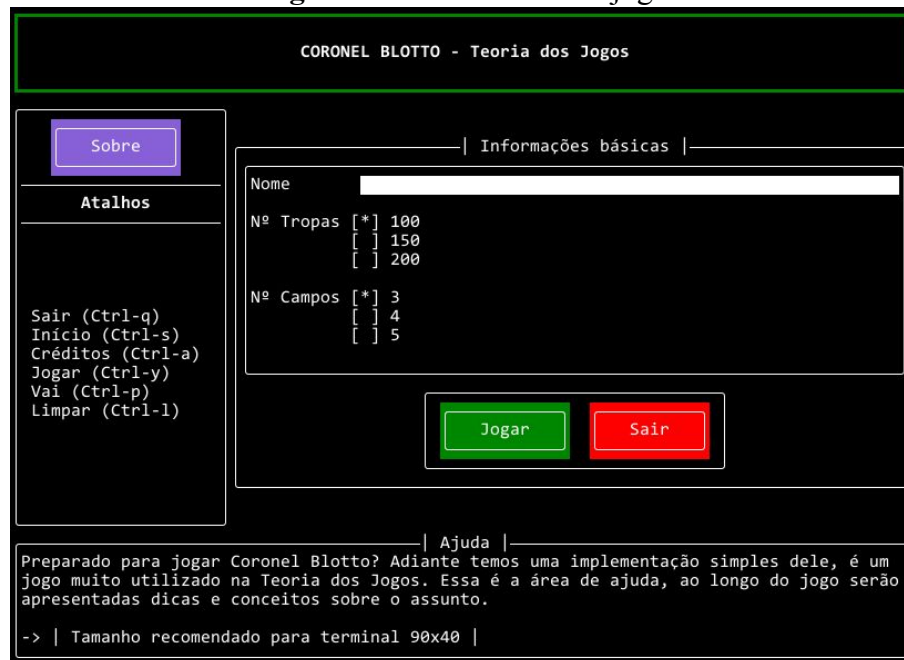 CORONEL BLOTTO - Teoria dos Jogos
Sobre
Atalhos
Sair (Ctrl-q)
Início (Ctrl-s)
Créditos (Ctrl-a)
Jogar (Ctrl-y)
Vai (Ctrl-p)
Limpar (Ctrl-l)
| Informações básicas |
Nome
Nº Tropas [*] 100
[ ] 150
[ ] 200
Nº Campos [*] 3
[ ] 4
[ ] 5
Jogar
Sair
| Ajuda |
Preparado para jogar Coronel Blotto? Adiante temos uma implementação simples dele, é um
jogo muito utilizado na Teoria dos Jogos. Essa é a área de ajuda, ao longo do jogo serão
apresentadas dicas e conceitos sobre o assunto.
-> | Tamanho recomendado para terminal 90x40 |